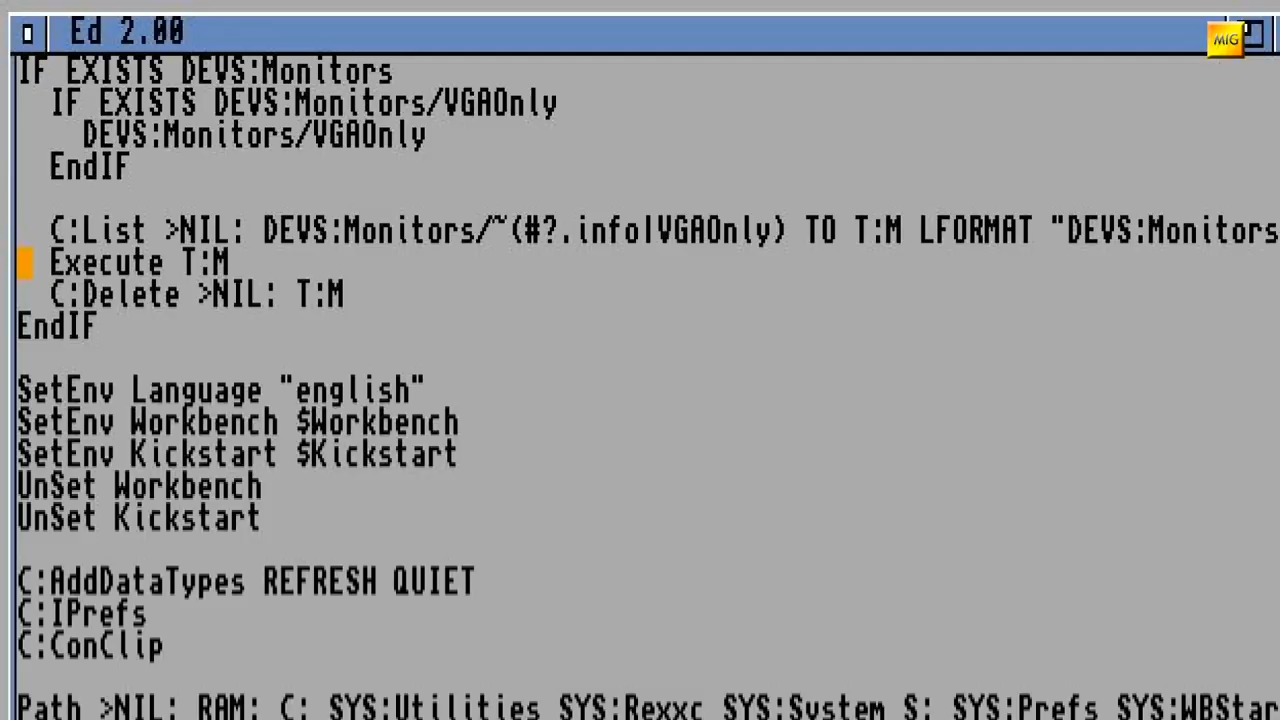 Ed 2.00
MIG
IF EXISTS DEVS:Monitors
  IF EXISTS DEVS:Monitors/VGAOnly
    DEVS:Monitors/VGAOnly
  EndIF
  C:List >NIL: DEVS:Monitors/~(#?.info|VGAOnly) TO T:M LFORMAT "DEVS:Monitors
  Execute T:M
  C:Delete >NIL: T:M
EndIF
SetEnv Language "english"
SetEnv Workbench $Workbench
SetEnv Kickstart $Kickstart
UnSet Workbench
UnSet Kickstart
C:AddDataTypes REFRESH QUIET
C:IPrefs
C:ConClip
Path >NIL: RAM: C: SYS:Utilities SYS:Rexxc SYS:System S: SYS:Prefs SYS:WBStar